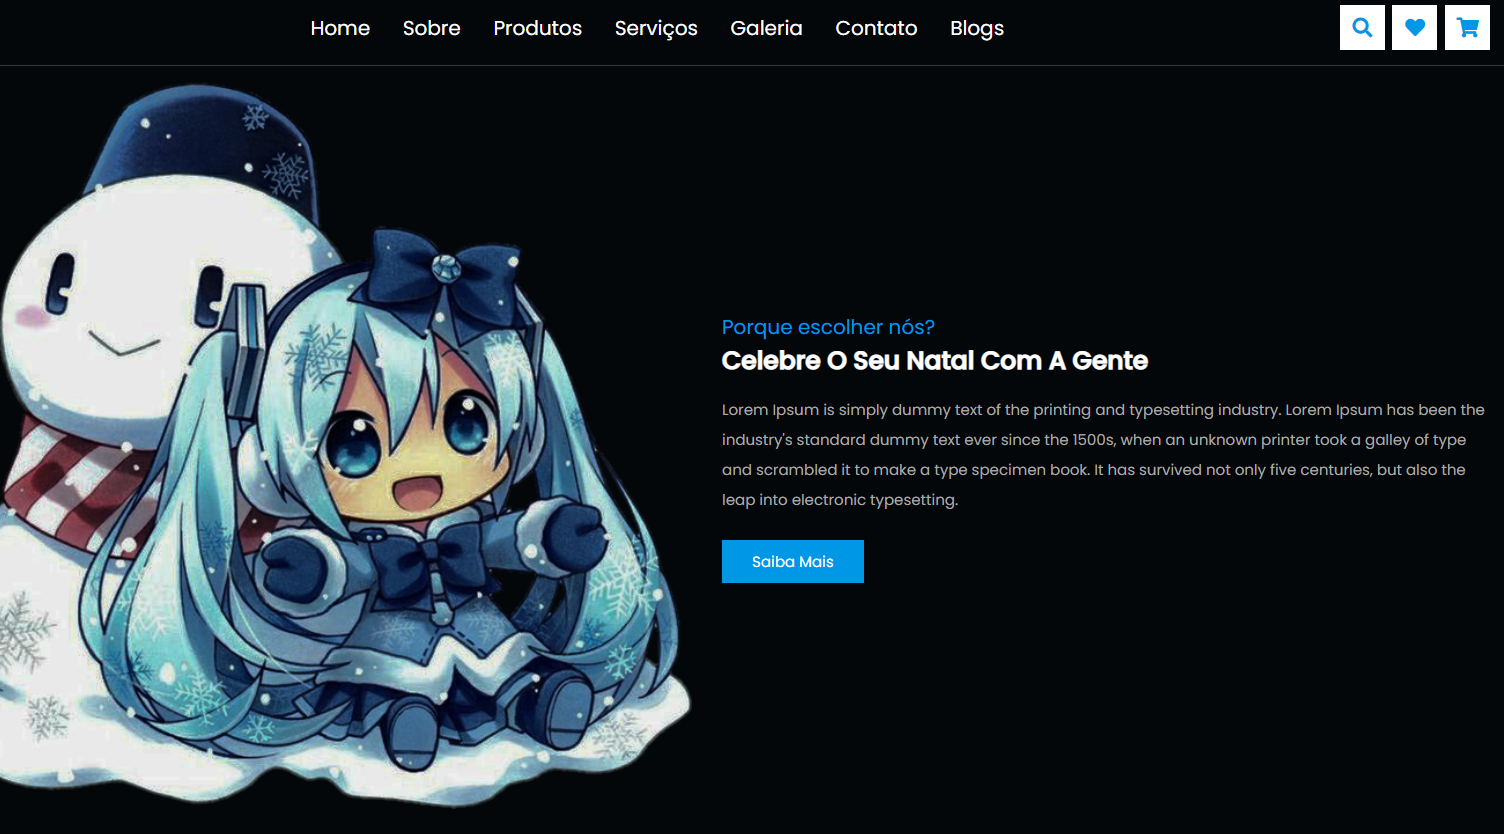 Home Sobre Produtos Serviços Galeria Contato Blogs
Porque escolher nós?
Celebre O Seu Natal Com A Gente
Lorem Ipsum is simply dummy text of the printing and typesetting industry. Lorem Ipsum has been the
industry's standard dummy text ever since the 1500s, when an unknown printer took a galley of type
and scrambled it to make a type specimen book. It has survived not only five centuries, but also the
leap into electronic typesetting.
Saiba Mais